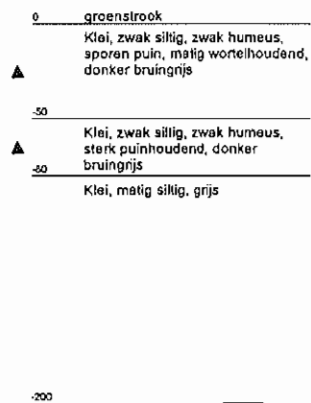 0 groenstrook
Klei, zwak siltig, zwak humeus,
sporen puin, matig wortelhoudend,
donker bruingrijs
-50
Klei, zwak siltig, zwak humeus,
sterk puinhoudend, donker
bruingrijs
-80
Klei, matig siltig, grijs
-200